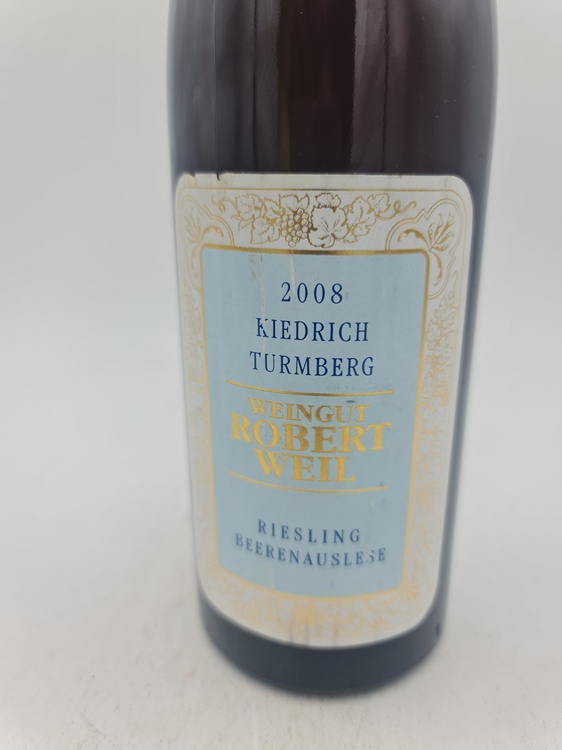 2008
KIEDRICH
TURMBERG
WEINGUT
ROBERT
WEIL
RIESLING
BEERENAUSLESE